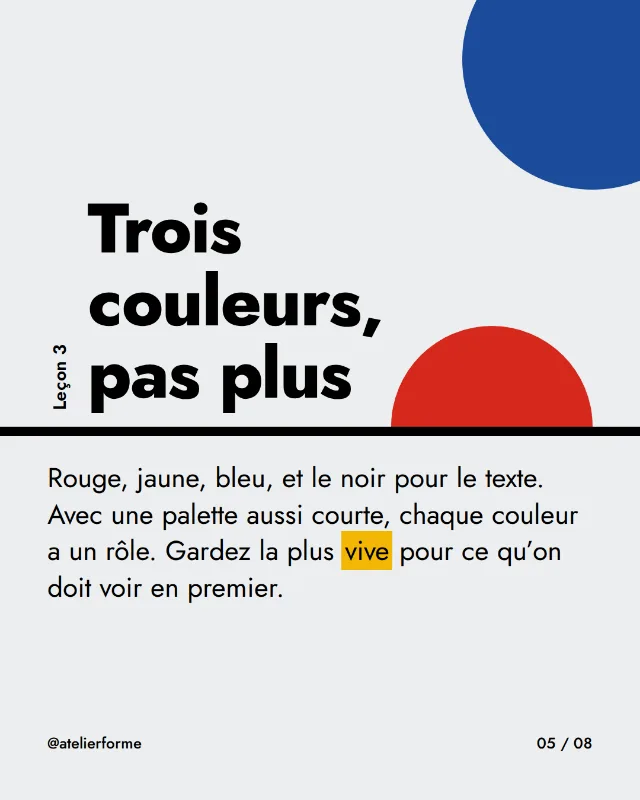 Leçon 3
Trois
couleurs,
pas plus
Rouge, jaune, bleu, et le noir pour le texte.
Avec une palette aussi courte, chaque couleur
a un rôle. Gardez la plus vive pour ce qu’on
doit voir en premier.
@atelierforme
05 / 08